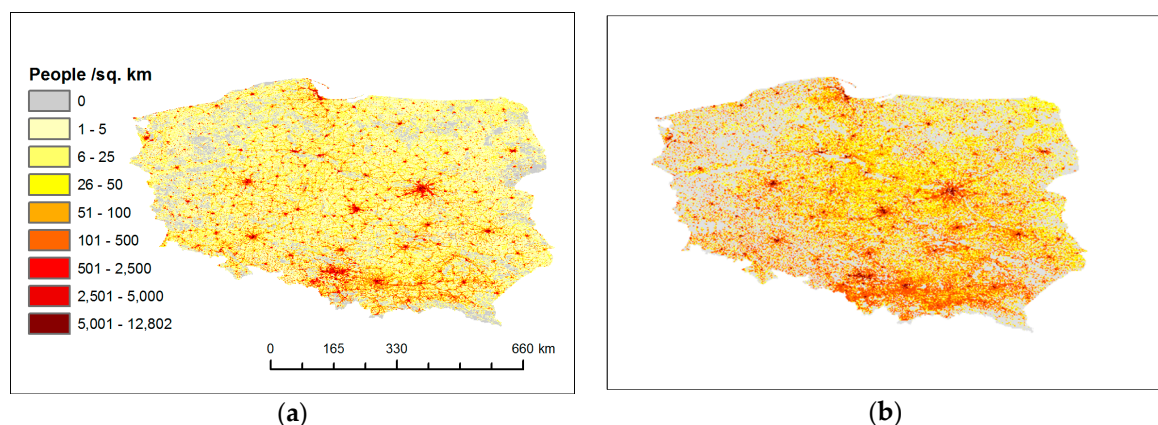 People /sq. km
0
1 - 5
6 - 25
26 - 50
51 - 100
101 - 500
501 - 2,500
2,501 - 5,000
5,001 - 12,802
0 165 330 660 km
(a) (b)